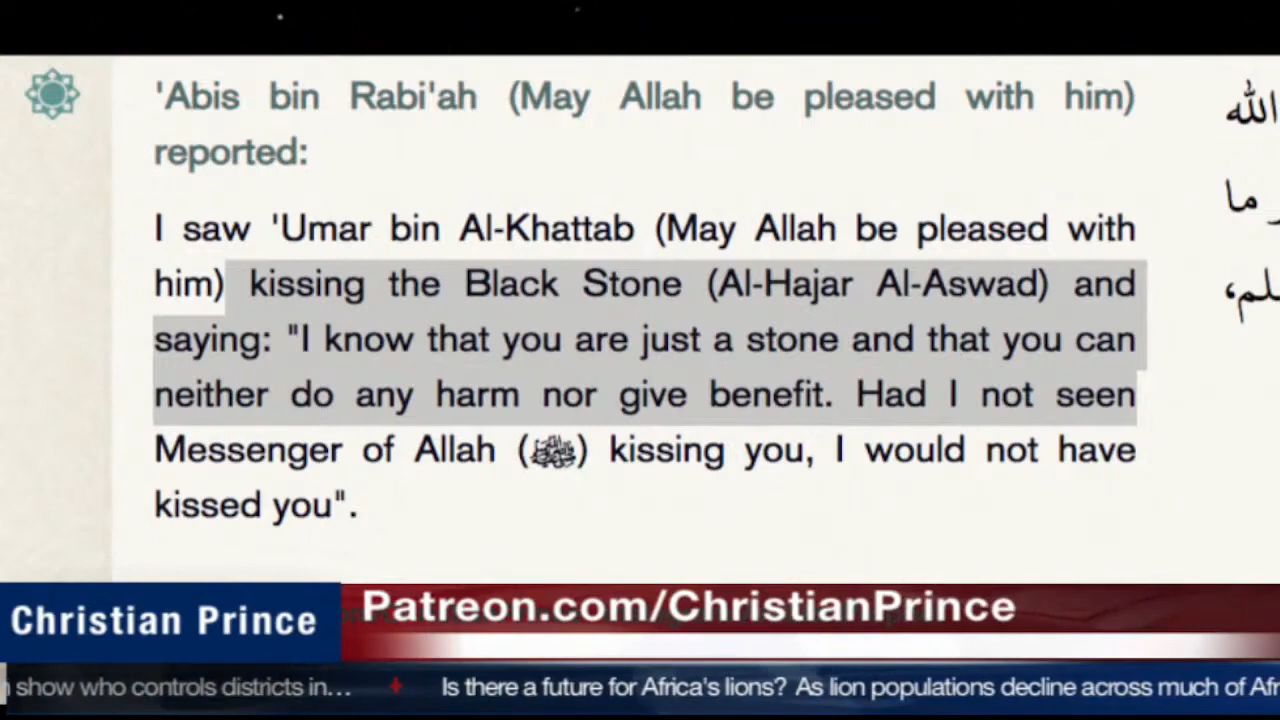 'Abis bin Rabi'ah (May Allah be pleased with him)
reported:
I saw 'Umar bin Al-Khattab (May Allah be pleased with
him) kissing the Black Stone (Al-Hajar Al-Aswad) and
saying: "I know that you are just a stone and that you can
neither do any harm nor give benefit. Had I not seen
Messenger of Allah (ﷺ) kissing you, I would not have
kissed you".
الله
ما
لم،
Christian Prince
Patreon.com/ChristianPrince
show who controls districts in... + Is there a future for Africa's lions? As lion populations decline across much of Af